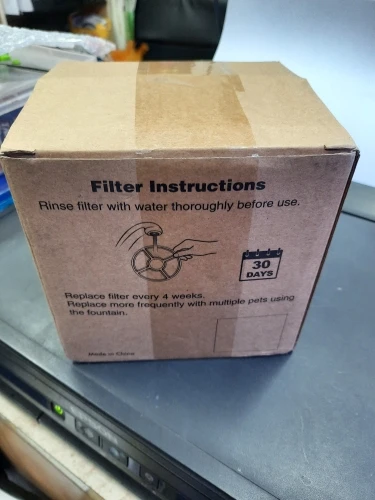 Filter Instructions
Rinse filter with water thoroughly before use.
30
DAYS
Replace filter every 4 weeks.
Replace more frequently with multiple pets using
the fountain.
Made in China